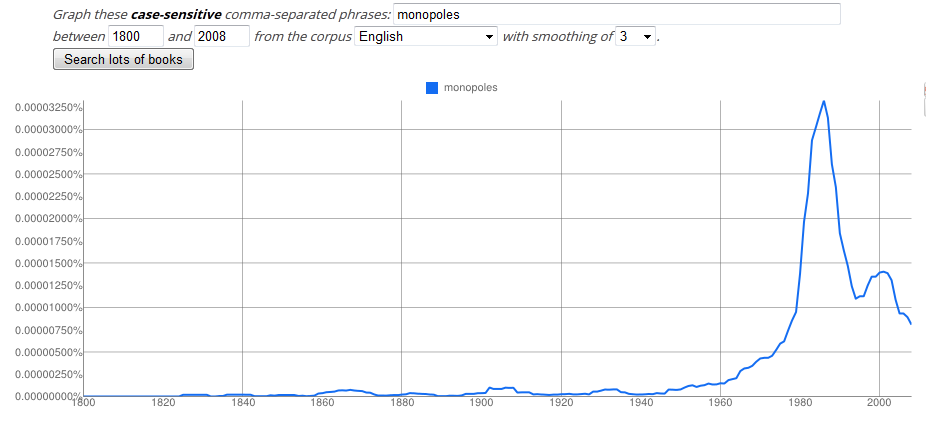 Graph these case-sensitive comma-separated phrases: monopoles
between 1800 and 2008 from the corpus English with smoothing of 3 .
Search lots of books
monopoles
0.00003250%
0.00003000%
0.00002750%
0.00002500%
0.00002250%
0.00002000%
0.00001750%
0.00001500%
0.00001250%
0.00001000%
0.00000750%
0.00000500%
0.00000250%
0.00000000%
1800 1820 1840 1860 1880 1900 1920 1940 1960 1980 2000